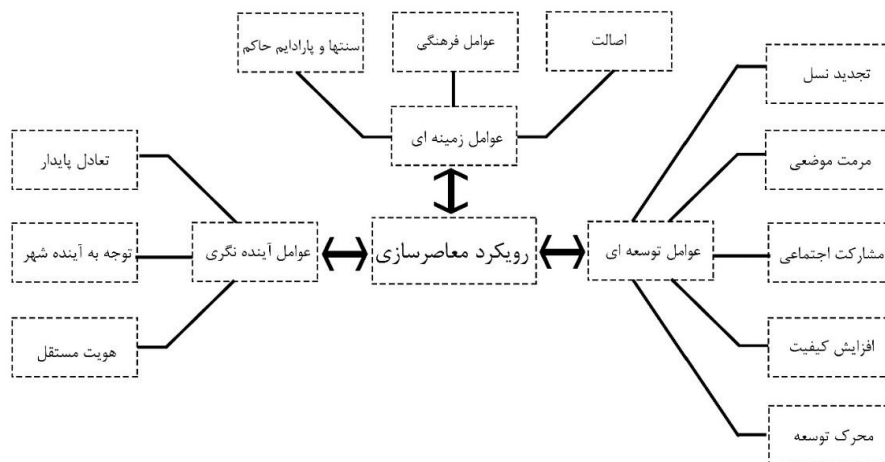 سنتها و پارادایم حاکم
عوامل فرهنگی
اصالت
عوامل زمینه ای
تجدید نسل
مرمت موضعی
مشارکت اجتماعی
افزایش کیفیت
محرک توسعه
عوامل توسعه ای
رویکرد معاصرسازی
عوامل آینده نگری
تعادل پایدار
توجه به آینده شهر
هویت مستقل